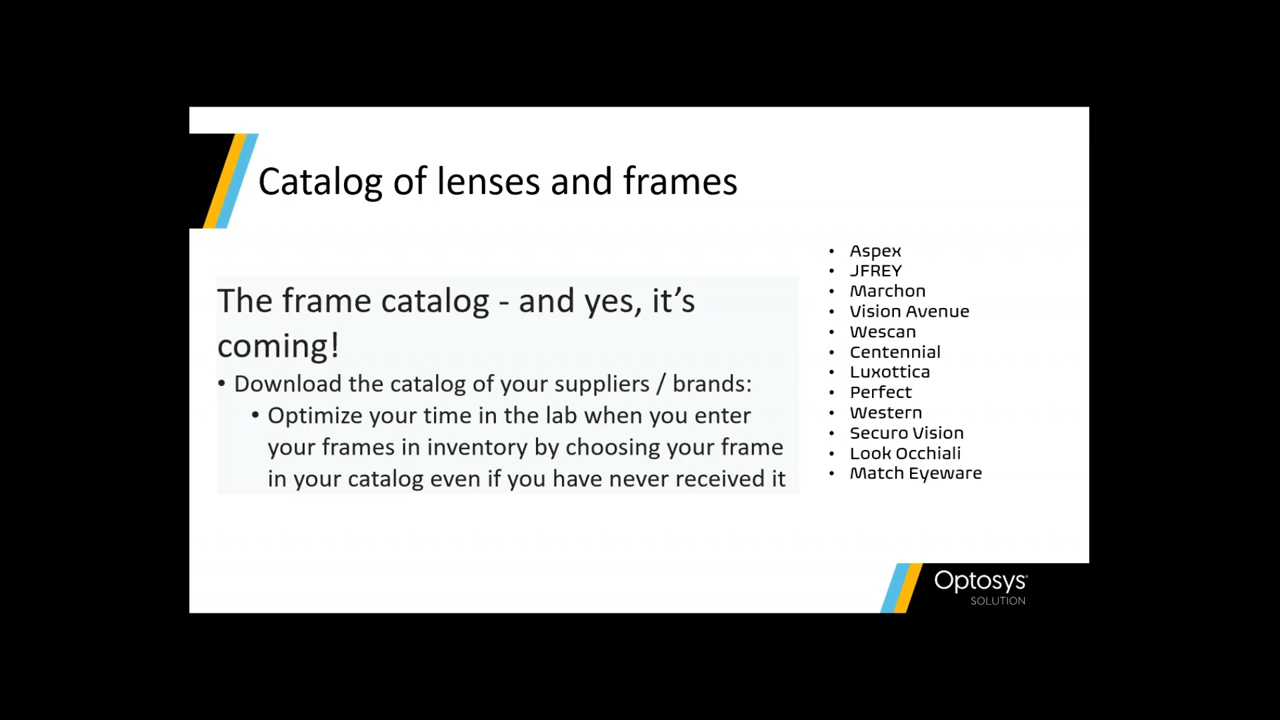 Catalog of lenses and frames
The frame catalog - and yes, it’s
coming!
• Download the catalog of your suppliers / brands:
• Optimize your time in the lab when you enter
your frames in inventory by choosing your frame
in your catalog even if you have never received it
• Aspex
• JFREY
• Marchon
• Vision Avenue
• Wescan
• Centennial
• Luxottica
• Perfect
• Western
• Securo Vision
• Look Occhiali
• Match Eyeware
Optosys
SOLUTION